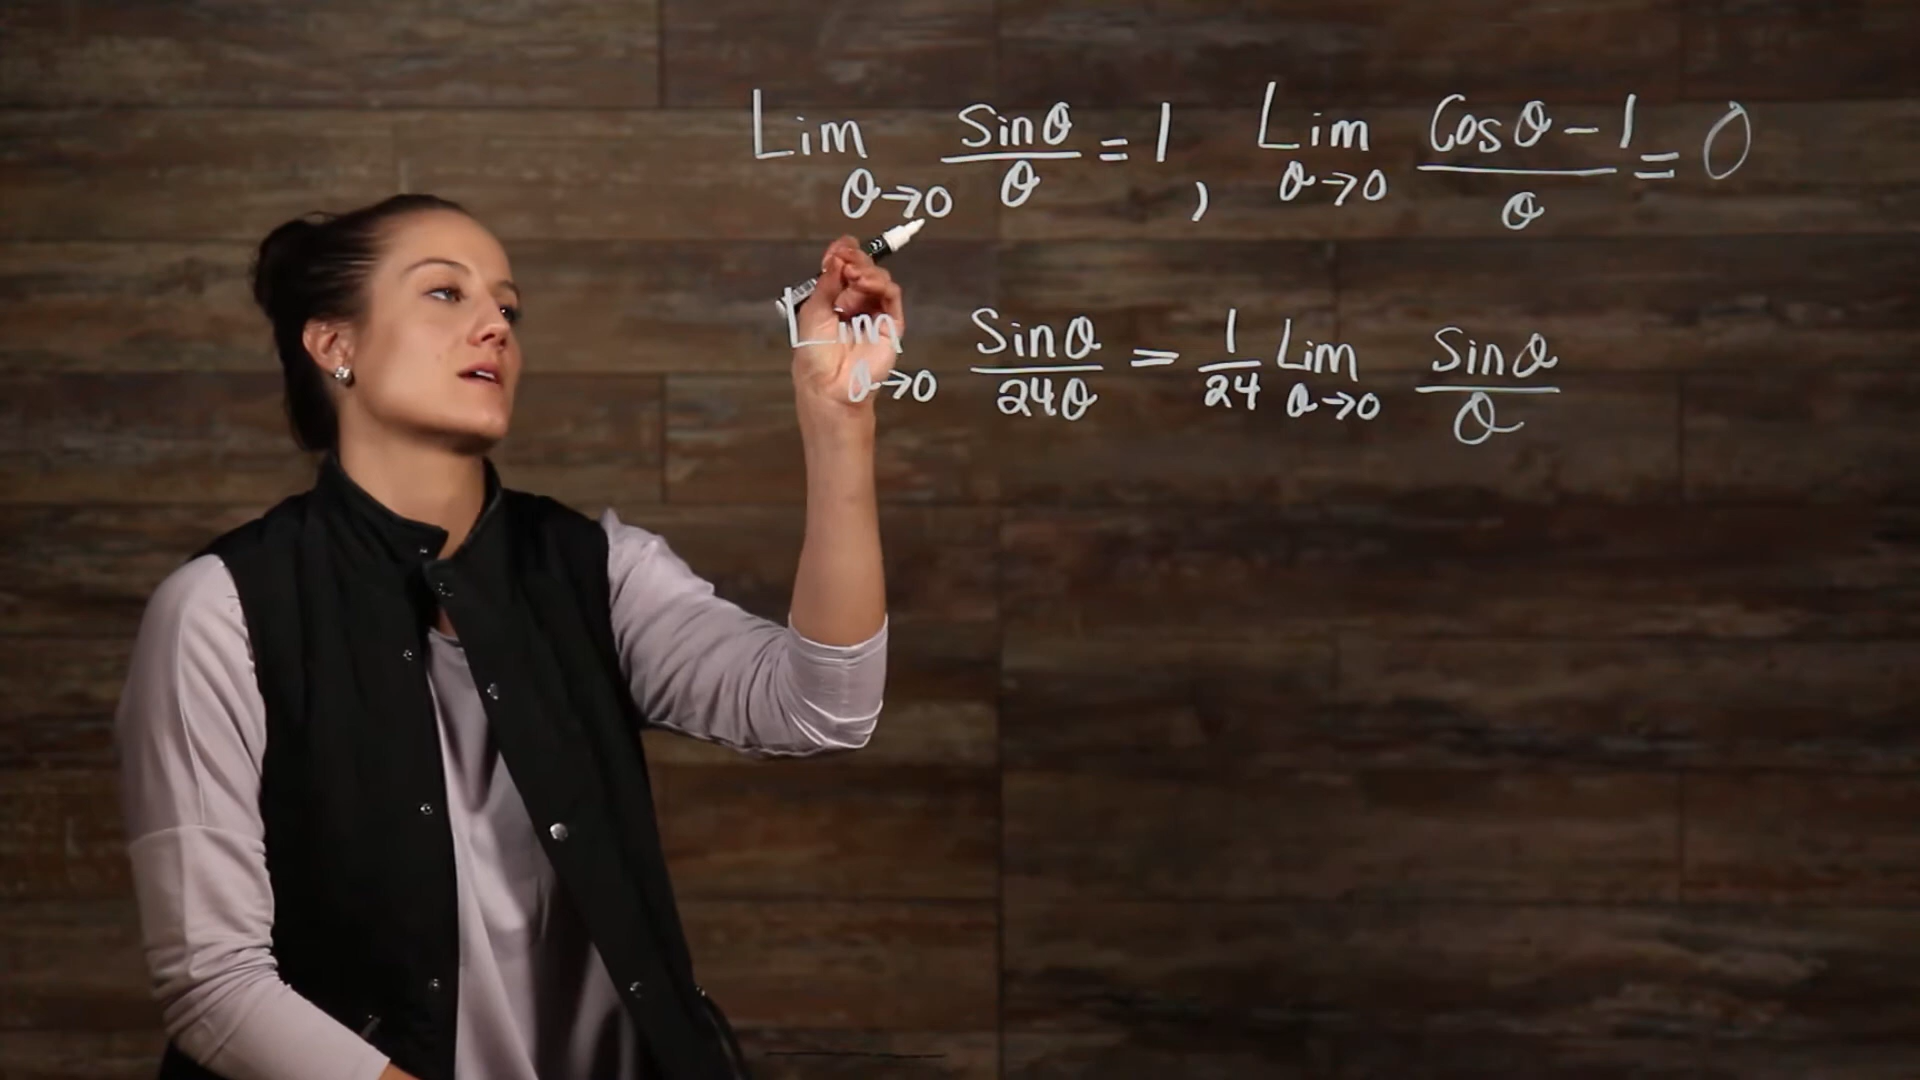 Lim θ→0 sinθ/θ = 1 , Lim θ→0 Cosθ-1/θ = 0
Lim θ→0 Sinθ/24θ = 1/24 Lim θ→0 Sinθ/θ